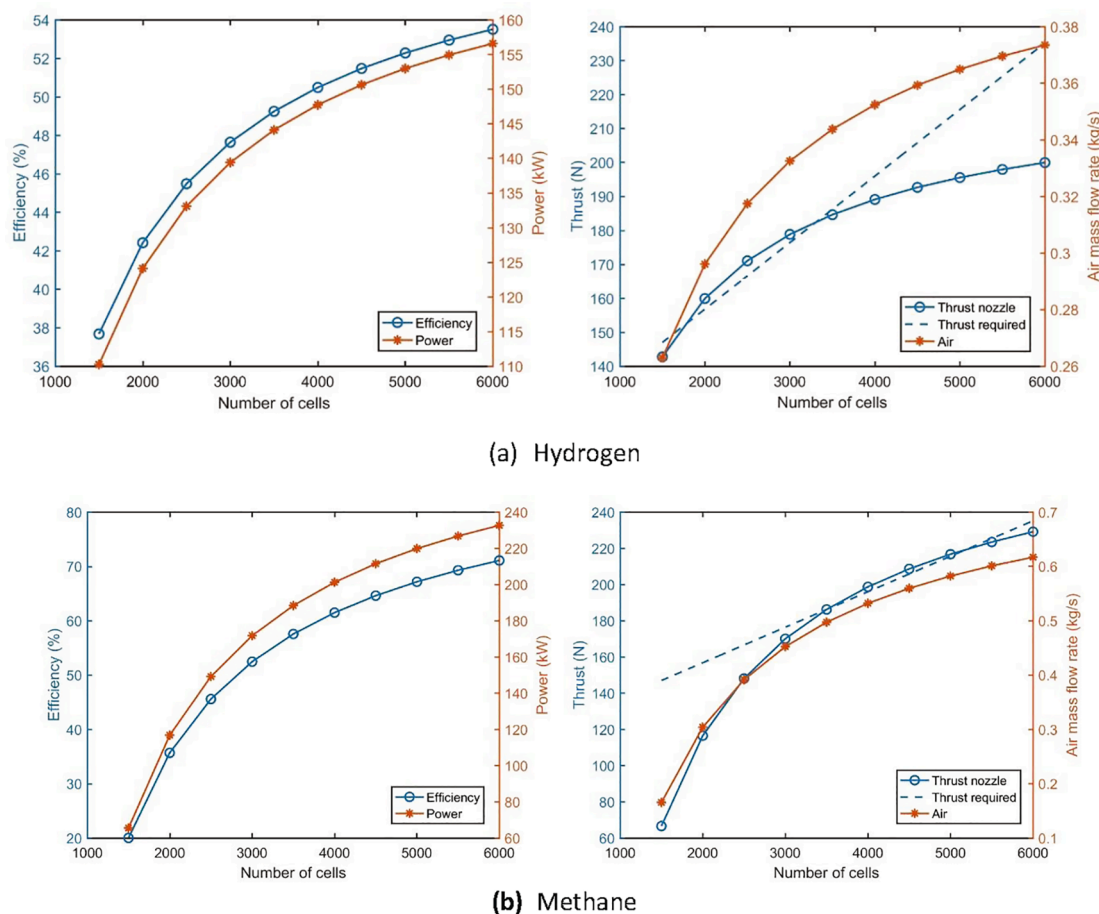 54
52
50
48
46
44
42
40
38
36
Efficiency (%)
160
155
150
145
140
135
130
125
120
115
110
Power (kW)
Efficiency
Power
1000 2000 3000 4000 5000 6000
Number of cells
240
230
220
210
200
190
180
170
160
150
140
Thrust (N)
0.38
0.36
0.34
0.32
0.3
0.28
0.26
Air mass flow rate (kg/s)
Thrust nozzle
Thrust required
Air
1000 2000 3000 4000 5000 6000
Number of cells
(a) Hydrogen
80
70
60
50
40
30
20
Efficiency (%)
240
220
200
180
160
140
120
100
80
60
Power (kW)
Efficiency
Power
1000 2000 3000 4000 5000 6000
Number of cells
240
220
200
180
160
140
120
100
80
60
Thrust (N)
0.7
0.6
0.5
0.4
0.3
0.2
0.1
Air mass flow rate (kg/s)
Thrust nozzle
Thrust required
Air
1000 2000 3000 4000 5000 6000
Number of cells
(b) Methane